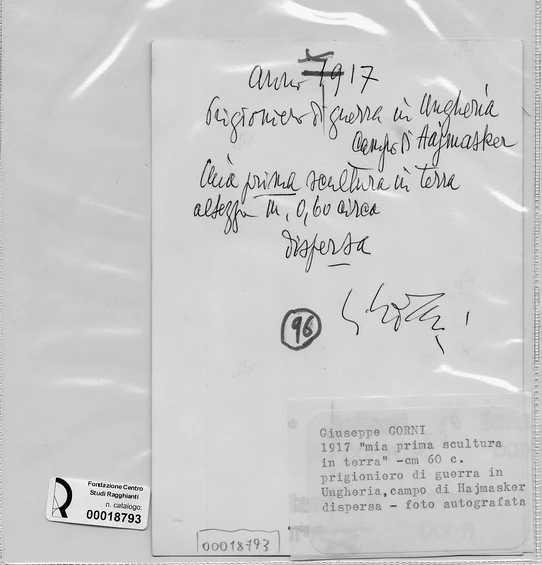 anno 1917
Prigioniero di guerra in Ungheria
Campo di Hajmasker
Mia prima scultura in terra
altezza m, 0,60 circa
dispersa
96
Giuseppe GORNI
1917 "mia prima scultura
in terra" -cm 60 c.
prigioniero di guerra in
Ungheria,campo di Hajmasker
dispersa - foto autografata
Fondazione Centro
Studi Ragghianti
n. catalogo:
00018793
00018793